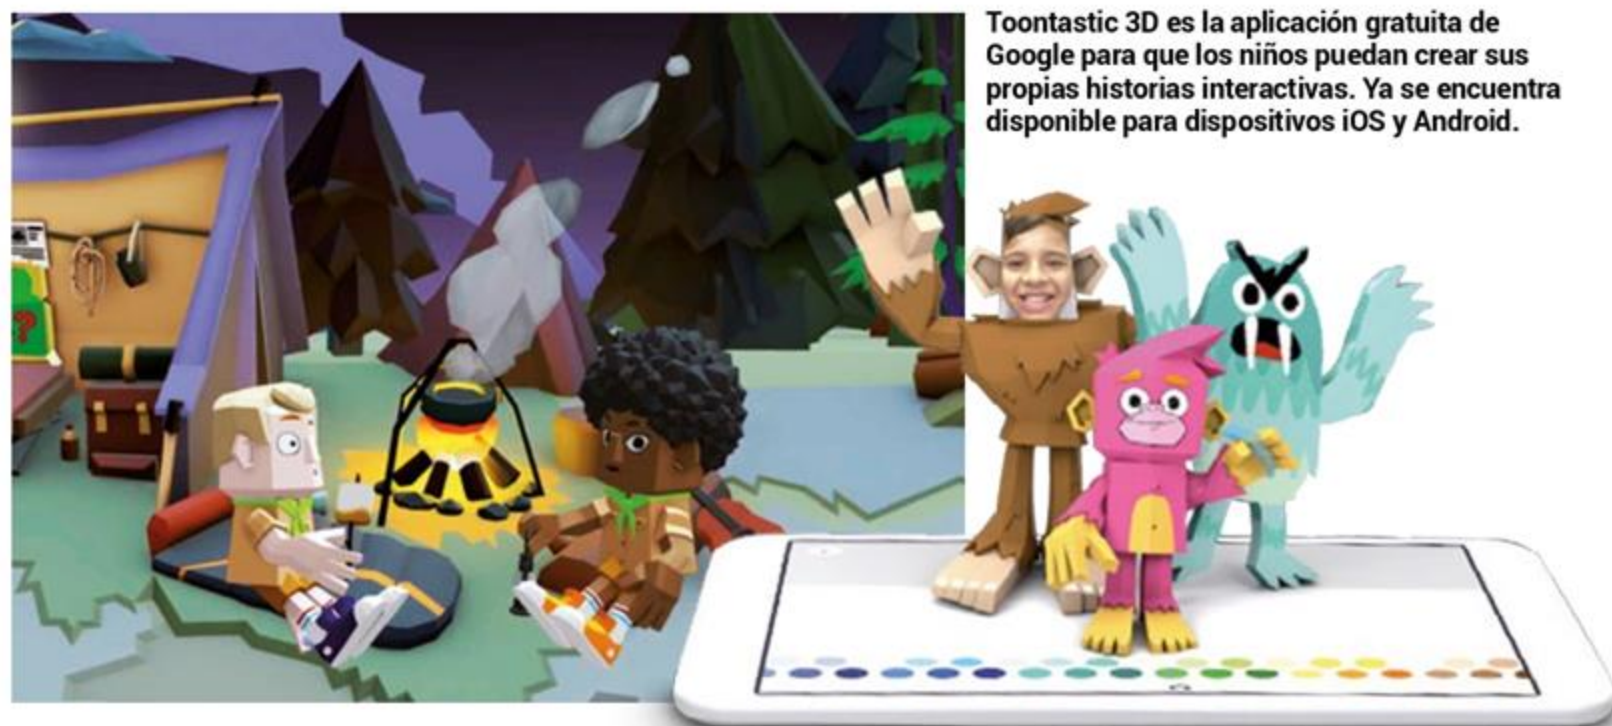 Toontastic 3D es la aplicación gratuita de
Google para que los niños puedan crear sus
propias historias interactivas. Ya se encuentra
disponible para dispositivos iOS y Android.
?